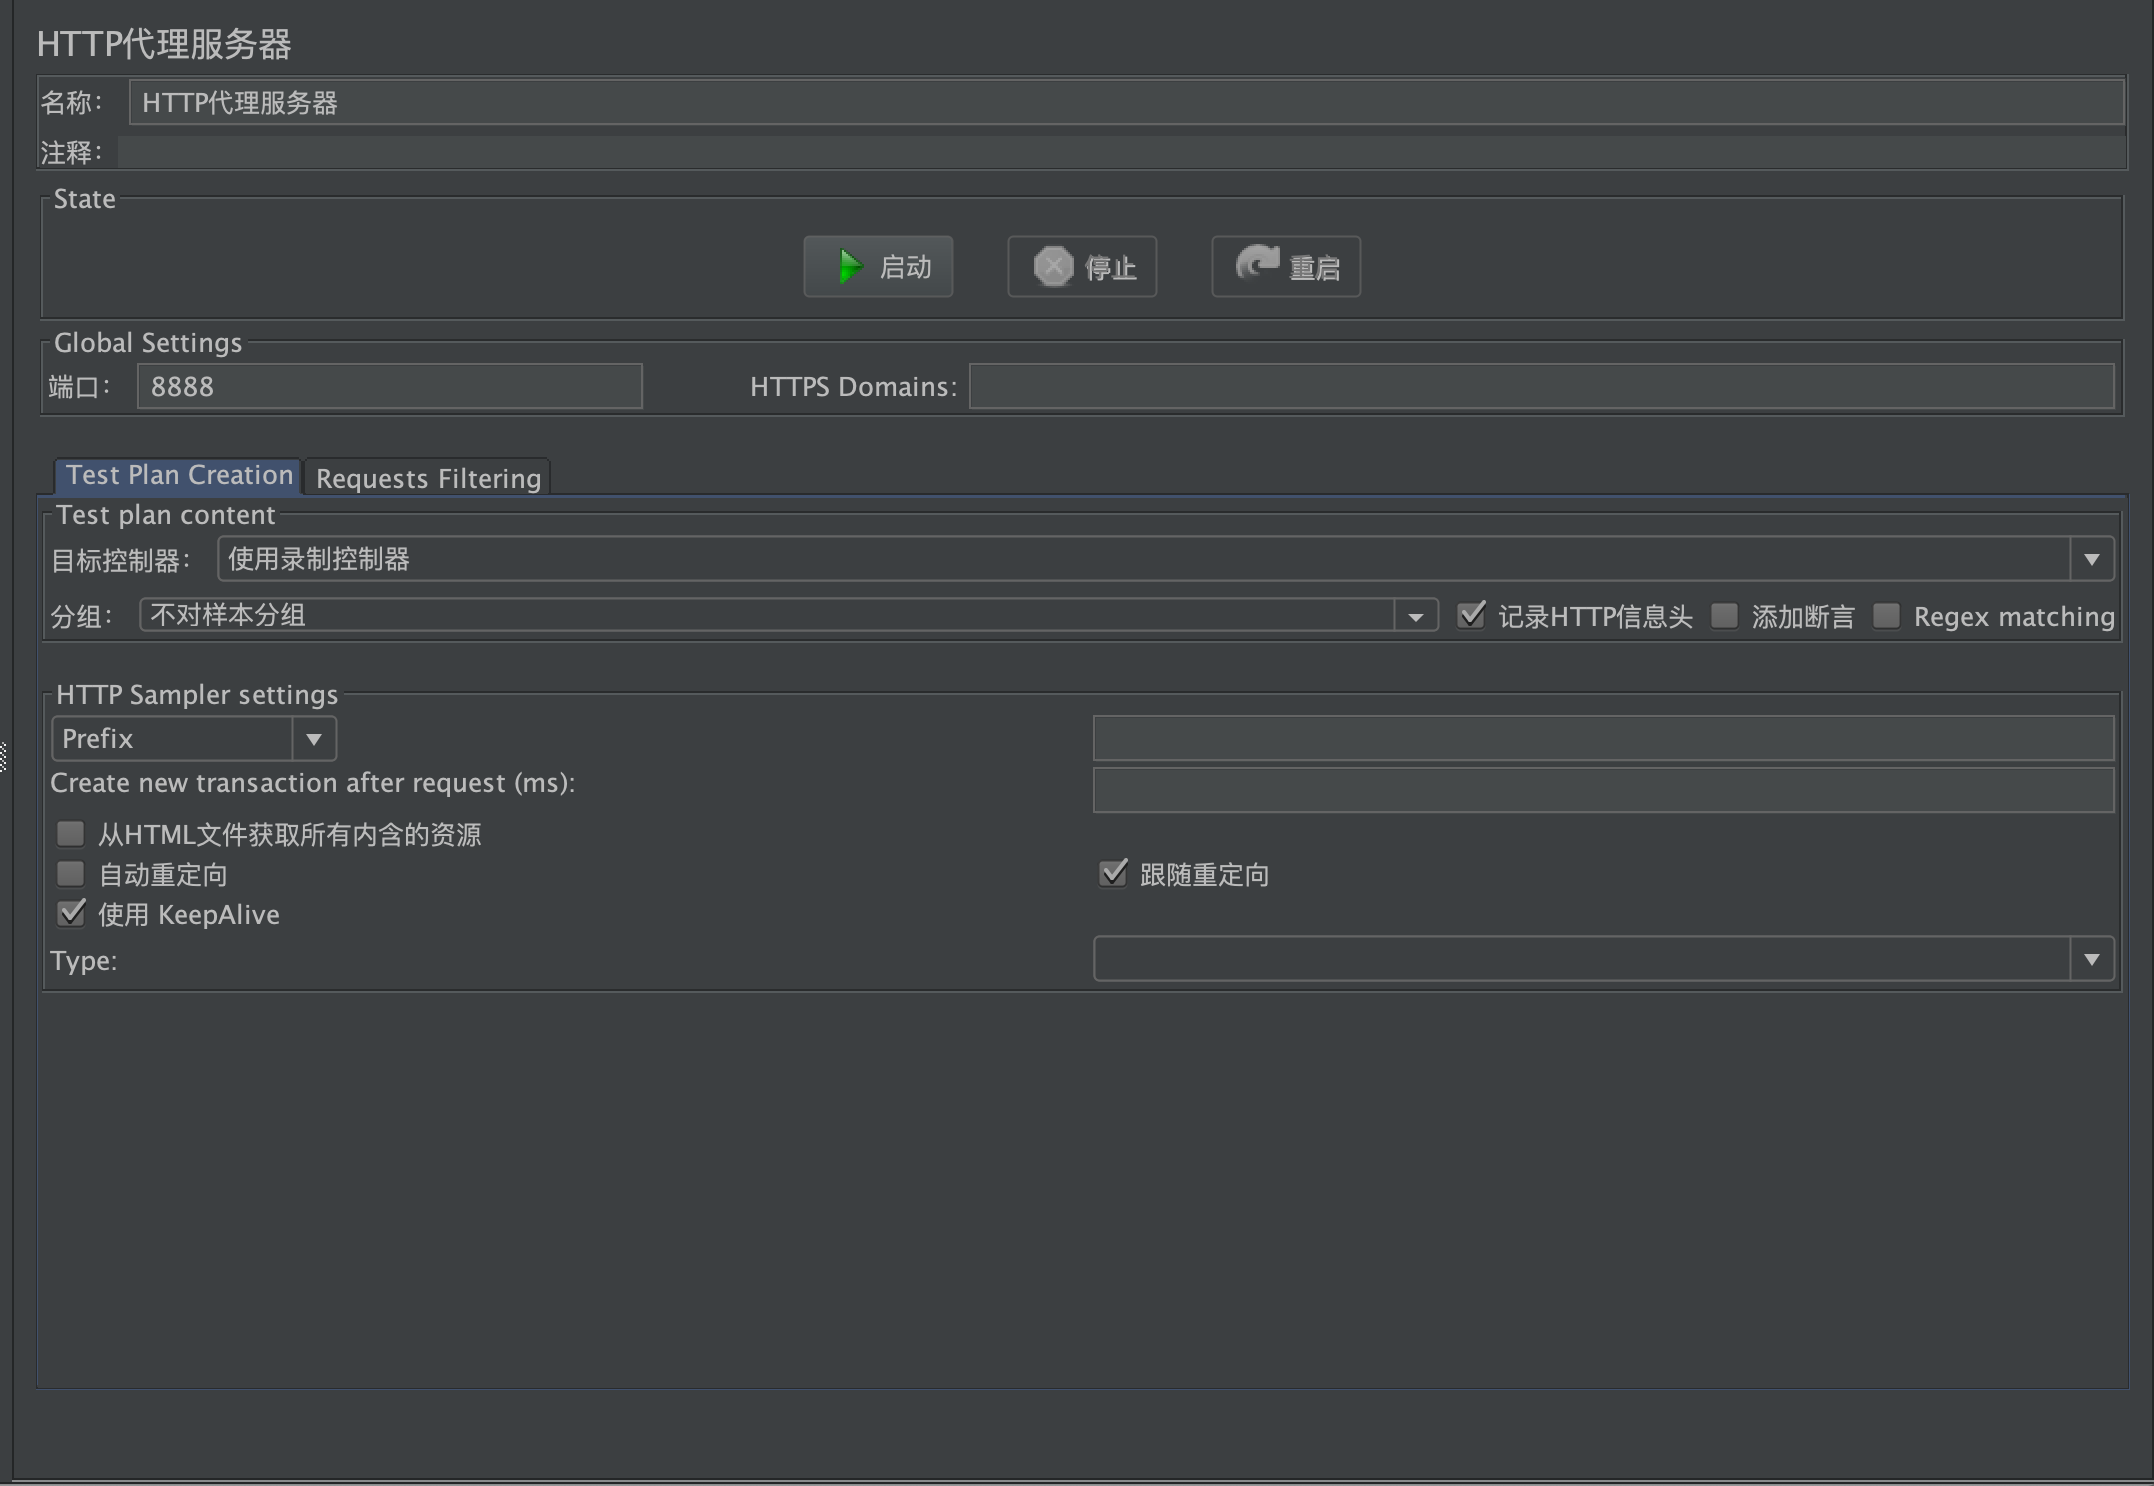 HTTP代理服务器
名称： HTTP代理服务器
注释：
State
启动 停止 重启
Global Settings
端口： 8888 HTTPS Domains:
Test Plan Creation Requests Filtering
Test plan content
目标控制器： 使用录制控制器
分组： 不对样本分组 记录HTTP信息头 添加断言 Regex matching
HTTP Sampler settings
Prefix
Create new transaction after request (ms):
从HTML文件获取所有内含的资源
自动重定向 跟随重定向
使用 KeepAlive
Type: